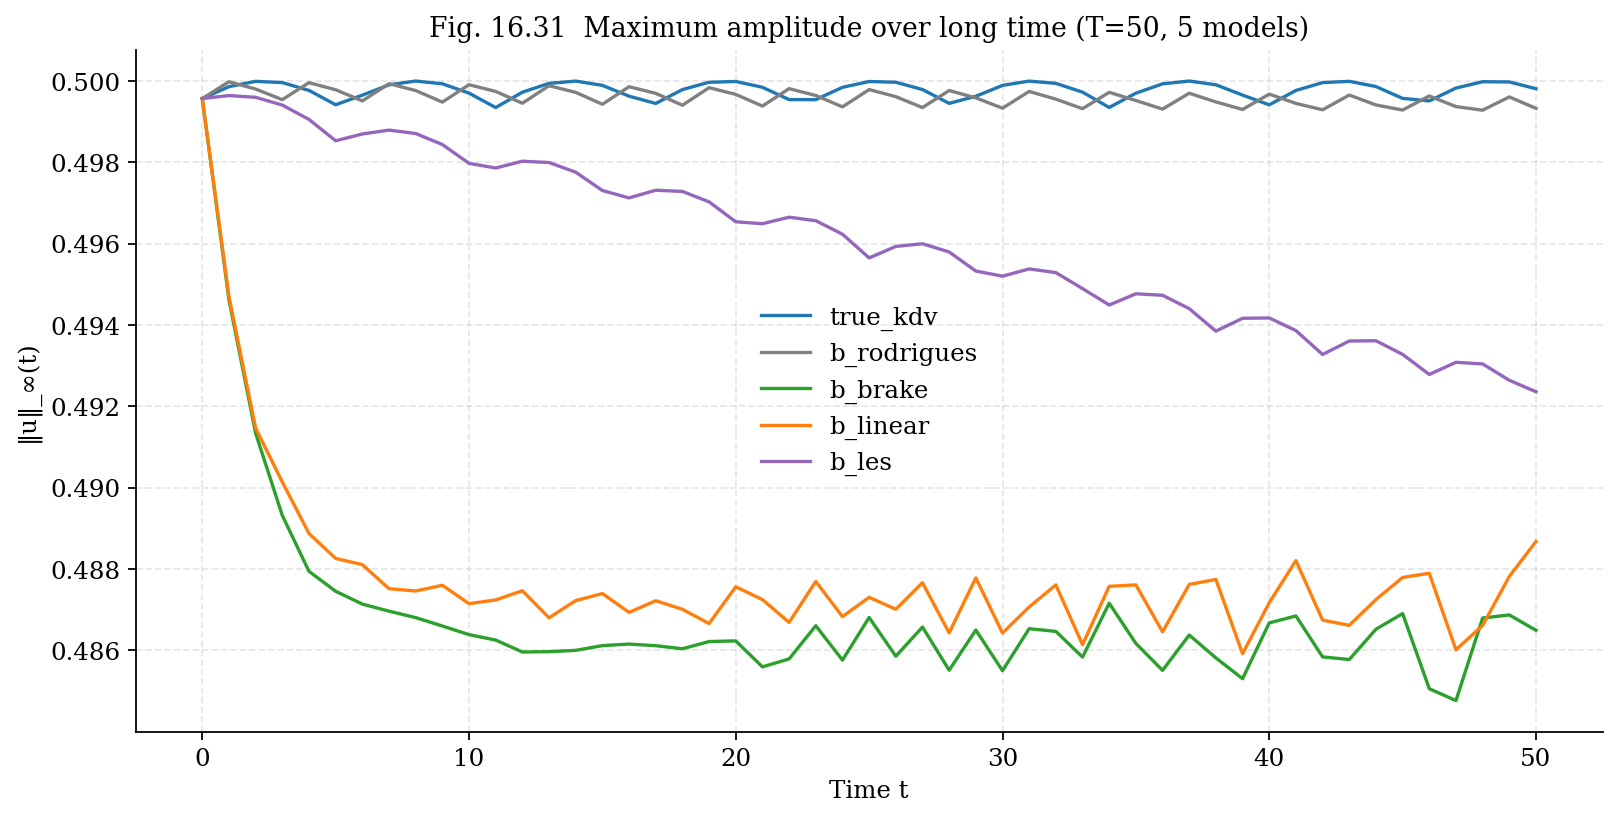 Fig. 16.31  Maximum amplitude over long time (T=50, 5 models)
‖u‖_∞(t)
0.500
0.498
0.496
0.494
0.492
0.490
0.488
0.486
true_kdv
b_rodrigues
b_brake
b_linear
b_les
0 10 20 30 40 50
Time t